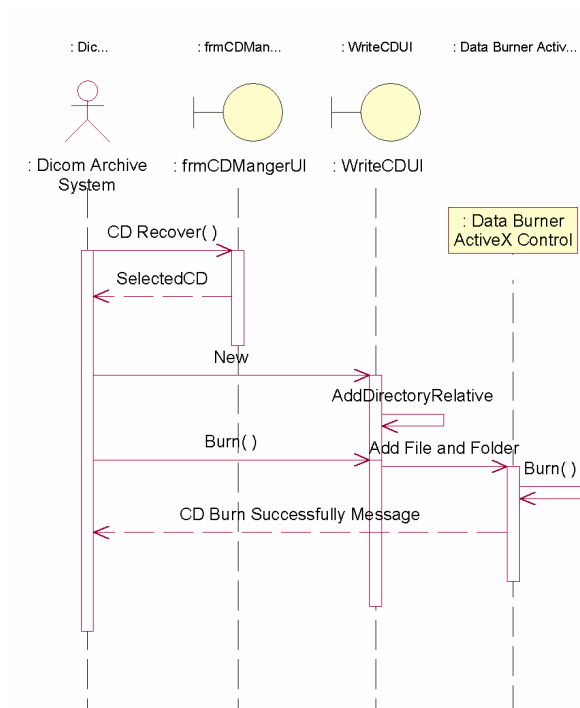 : Dic...
: frmCDMan...
: WriteCDUI
: Data Burner Activ...
: Dicom Archive
System
: frmCDMangerUI
: WriteCDUI
: Data Burner
ActiveX Control
CD Recover( )
SelectedCD
New
AddDirectoryRelative
Burn( )
Add File and Folder
Burn( )
CD Burn Successfully Message